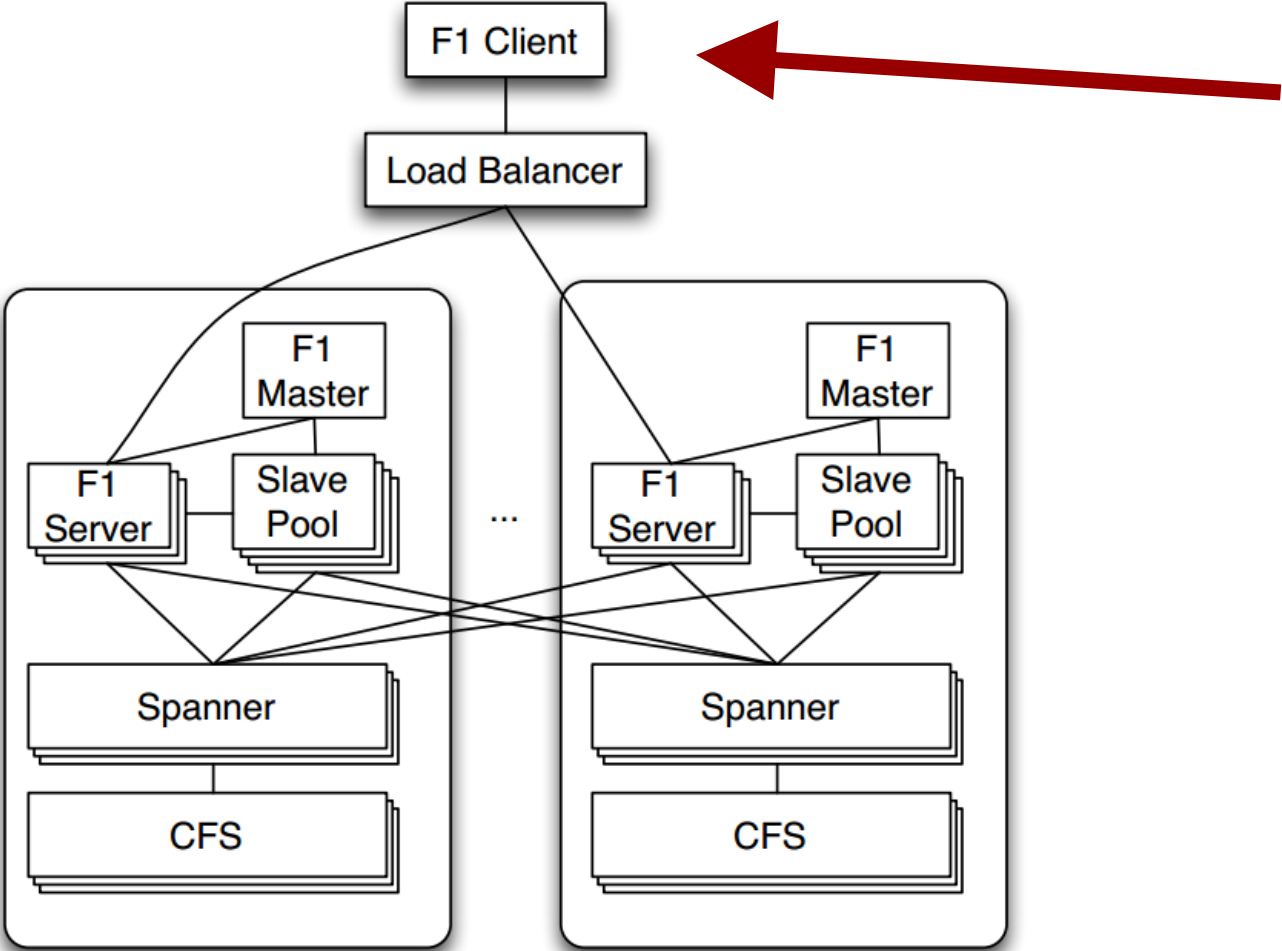 F1 Client
Load Balancer
F1
Master
F1
Master
F1
Server
Slave
Pool
...
F1
Server
Slave
Pool
Spanner
Spanner
CFS
CFS